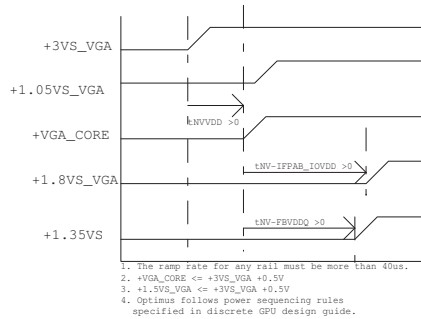 +3VS_VGA
+1.05VS_VGA
tNVVDD >0
+VGA_CORE
tNV-IFPAB_IOVDD >0
+1.8VS_VGA
tNV-FBVDDQ >0
+1.35VS
1. The ramp rate for any rail must be more than 40us.
2. +VGA_CORE <= +3VS_VGA +0.5V
3. +1.5VS_VGA <= +3VS_VGA +0.5V
4. Optimus follows power sequencing rules
specified in discrete GPU design guide.